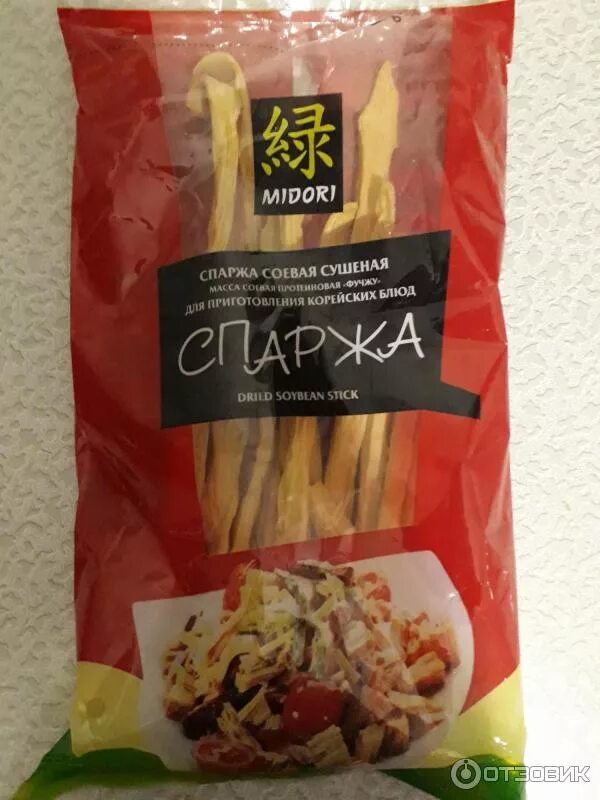 緑
MIDORI
СПАРЖА СОЕВАЯ СУШЕНАЯ
МАССА СОЕВАЯ ПРОТЕИНОВАЯ «ФУЧЖУ»
ДЛЯ ПРИГОТОВЛЕНИЯ КОРЕЙСКИХ БЛЮД
СПАРЖА
DRIED SOYBEAN STICK
ОТЗОВИК